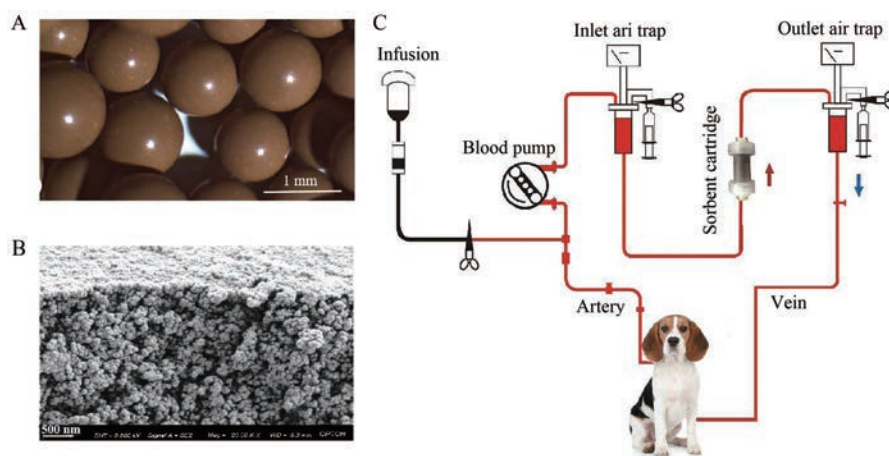 A
1 mm
B
500 nm
C
Infusion
Inlet ari trap
Outlet air trap
Blood pump
Sorbent cartridge
Artery
Vein